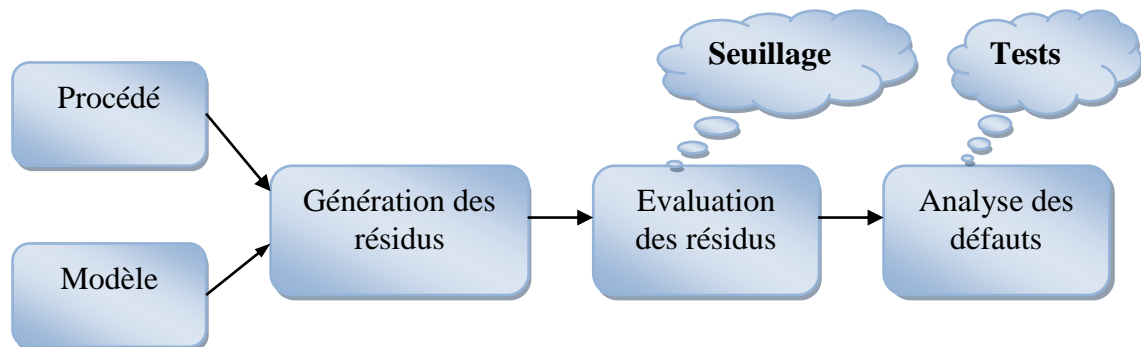 Seuillage
Tests
Procédé
Modèle
Génération des
résidus
Evaluation
des résidus
Analyse des
défauts